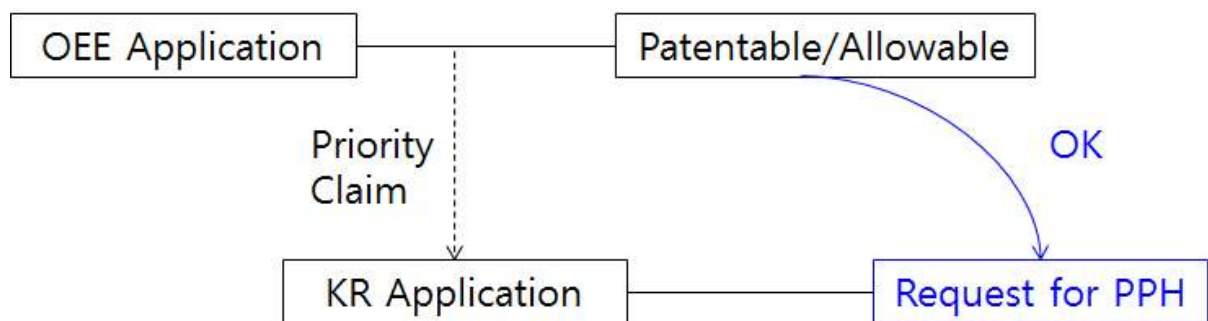 OEE Application
Patentable/Allowable
Priority
Claim
OK
KR Application
Request for PPH